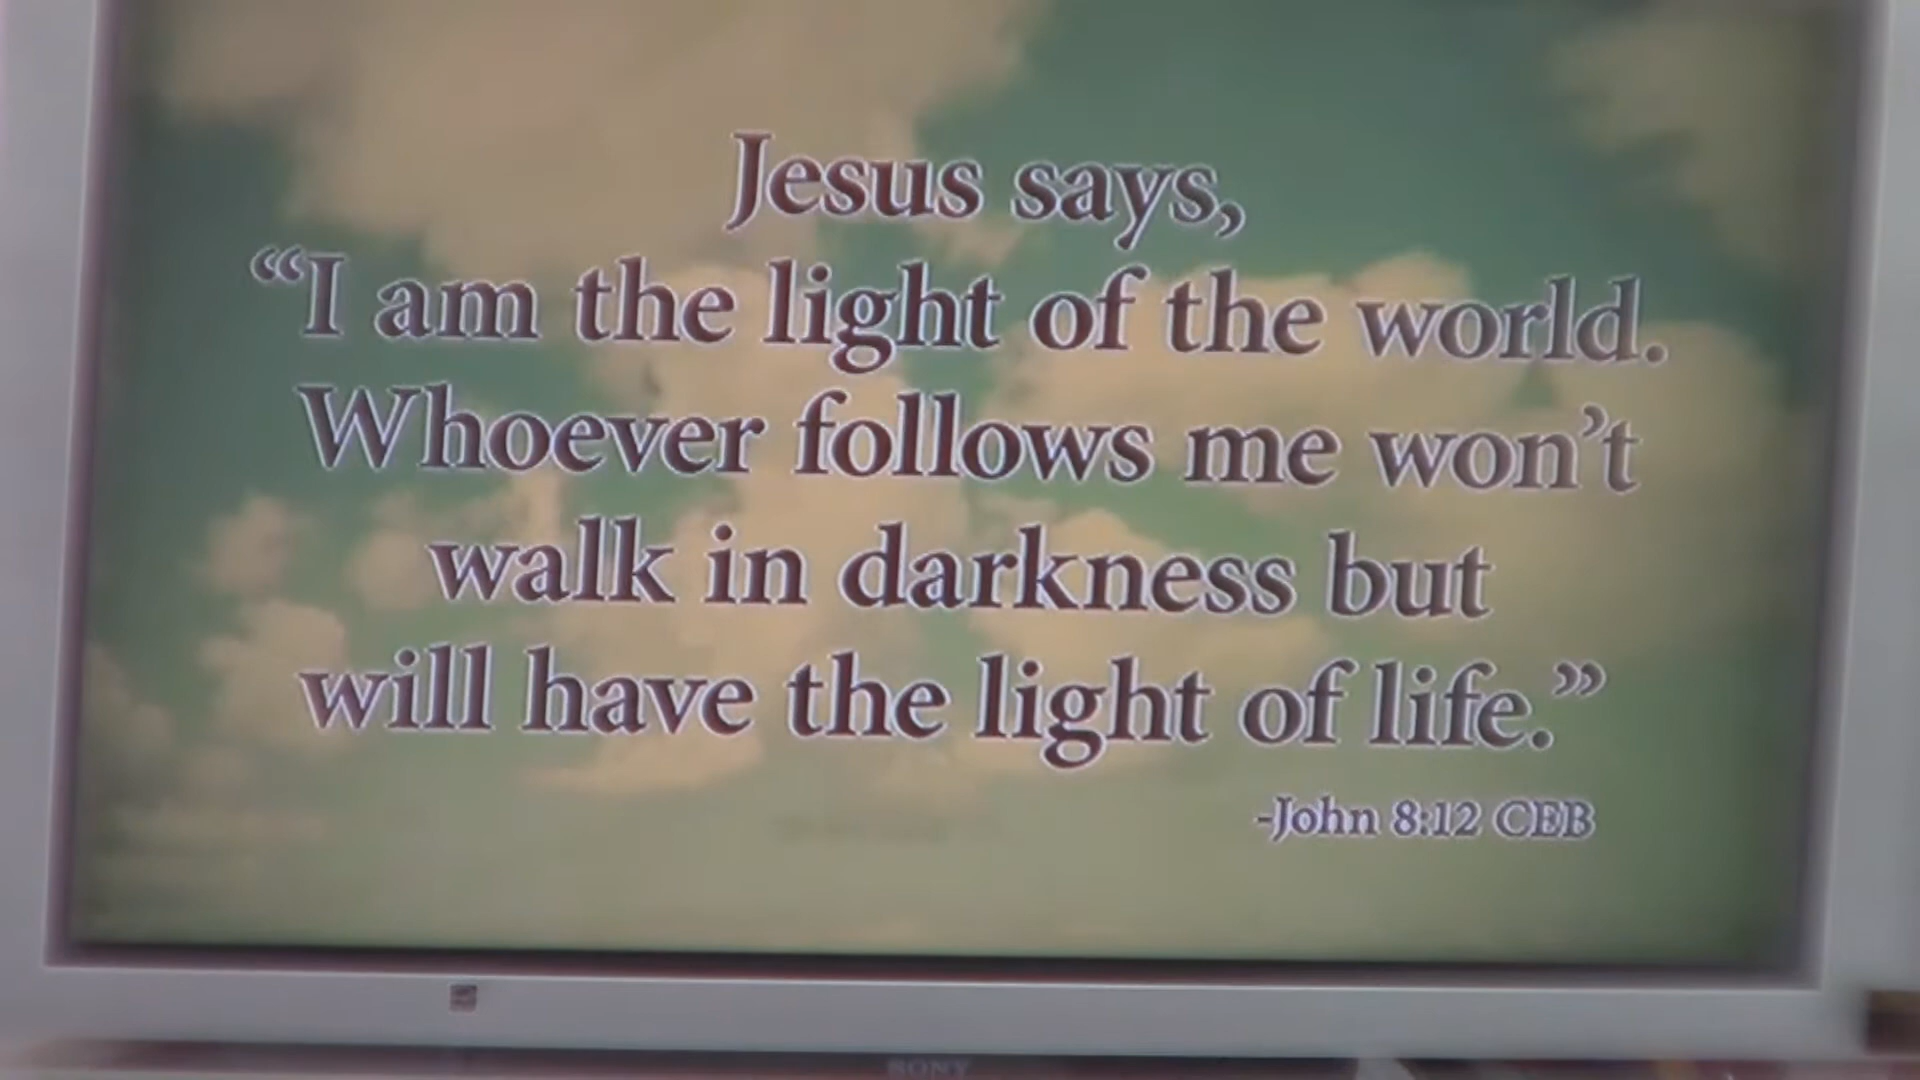 Jesus says,
“I am the light of the world.
Whoever follows me won’t
walk in darkness but
will have the light of life.”
-John 8:12 CEB
SONY